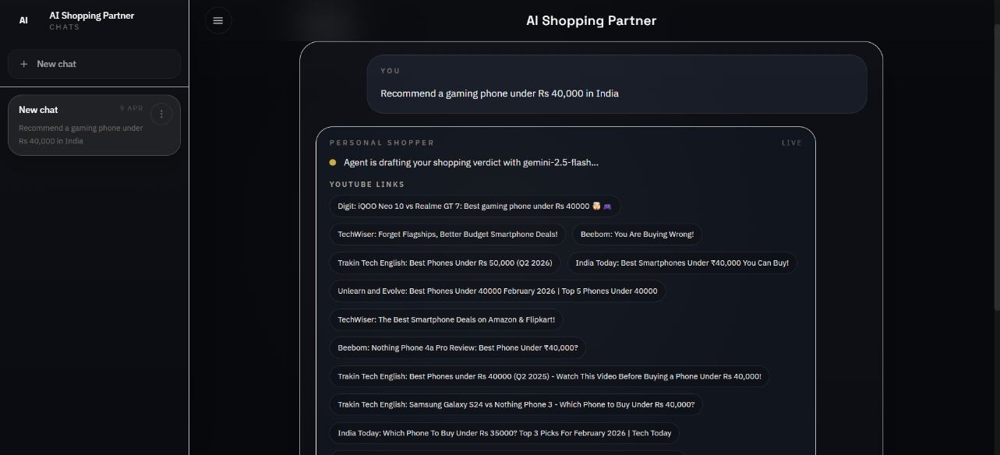 AI
AI Shopping Partner
CHATS
+ New chat
New chat
9 APR
Recommend a gaming phone under
Rs 40,000 in India
AI Shopping Partner
YOU
Recommend a gaming phone under Rs 40,000 in India
PERSONAL SHOPPER
LIVE
Agent is drafting your shopping verdict with gemini-2.5-flash...
YOUTUBE LINKS
Digit: iQOO Neo 10 vs Realme GT 7: Best gaming phone under Rs 40000 🤯 🎮
TechWiser: Forget Flagships, Better Budget Smartphone Deals!
Beebom: You Are Buying Wrong!
Trakin Tech English: Best Phones Under Rs 50,000 (Q2 2026)
India Today: Best Smartphones Under ₹40,000 You Can Buy!
Unlearn and Evolve: Best Phones Under 40000 February 2026 | Top 5 Phones Under 40000
TechWiser: The Best Smartphone Deals on Amazon & Flipkart!
Beebom: Nothing Phone 4a Pro Review: Best Phone Under ₹40,000?
Trakin Tech English: Best Phones under Rs 40000 (Q2 2025) - Watch This Video Before Buying a Phone Under Rs 40,000!
Trakin Tech English: Samsung Galaxy S24 vs Nothing Phone 3 - Which Phone to Buy Under Rs 40,000?
India Today: Which Phone To Buy Under Rs 35000? Top 3 Picks For February 2026 | Tech Today